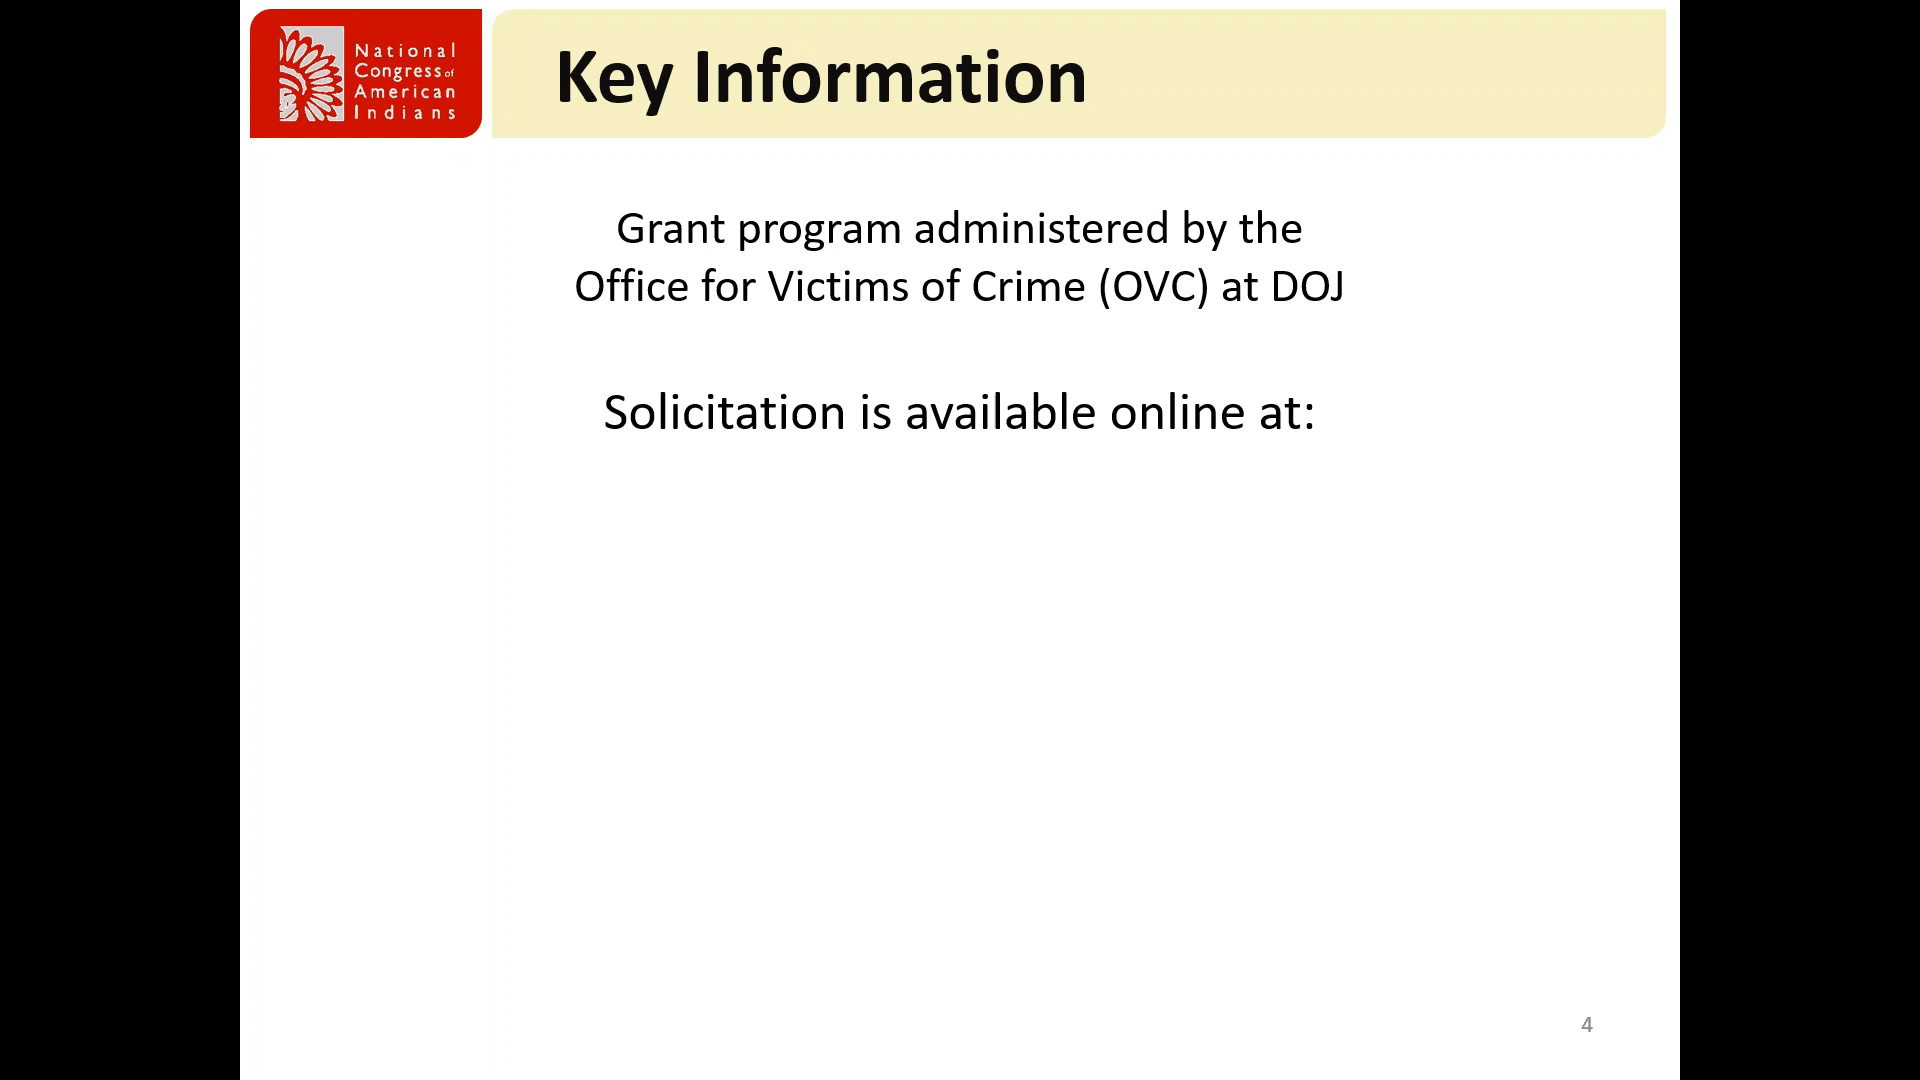 National
Congress of
American
Indians
Key Information
Grant program administered by the
Office for Victims of Crime (OVC) at DOJ
Solicitation is available online at:
4